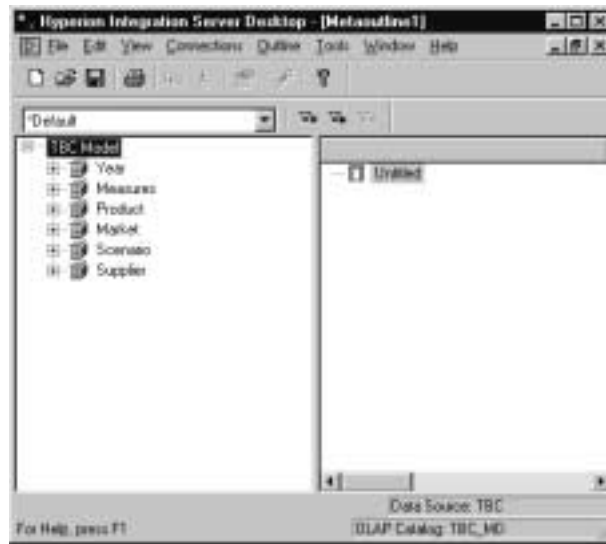 Hyperion Integration Server Desktop - [Metaoutline1]
File Edit View Connections Outline Tools Window Help
*Default
TBC Model
Year
Measures
Product
Market
Scenario
Supplier
Untitled
Data Source: TBC
For Help, press F1
OLAP Catalog: TBC_MD